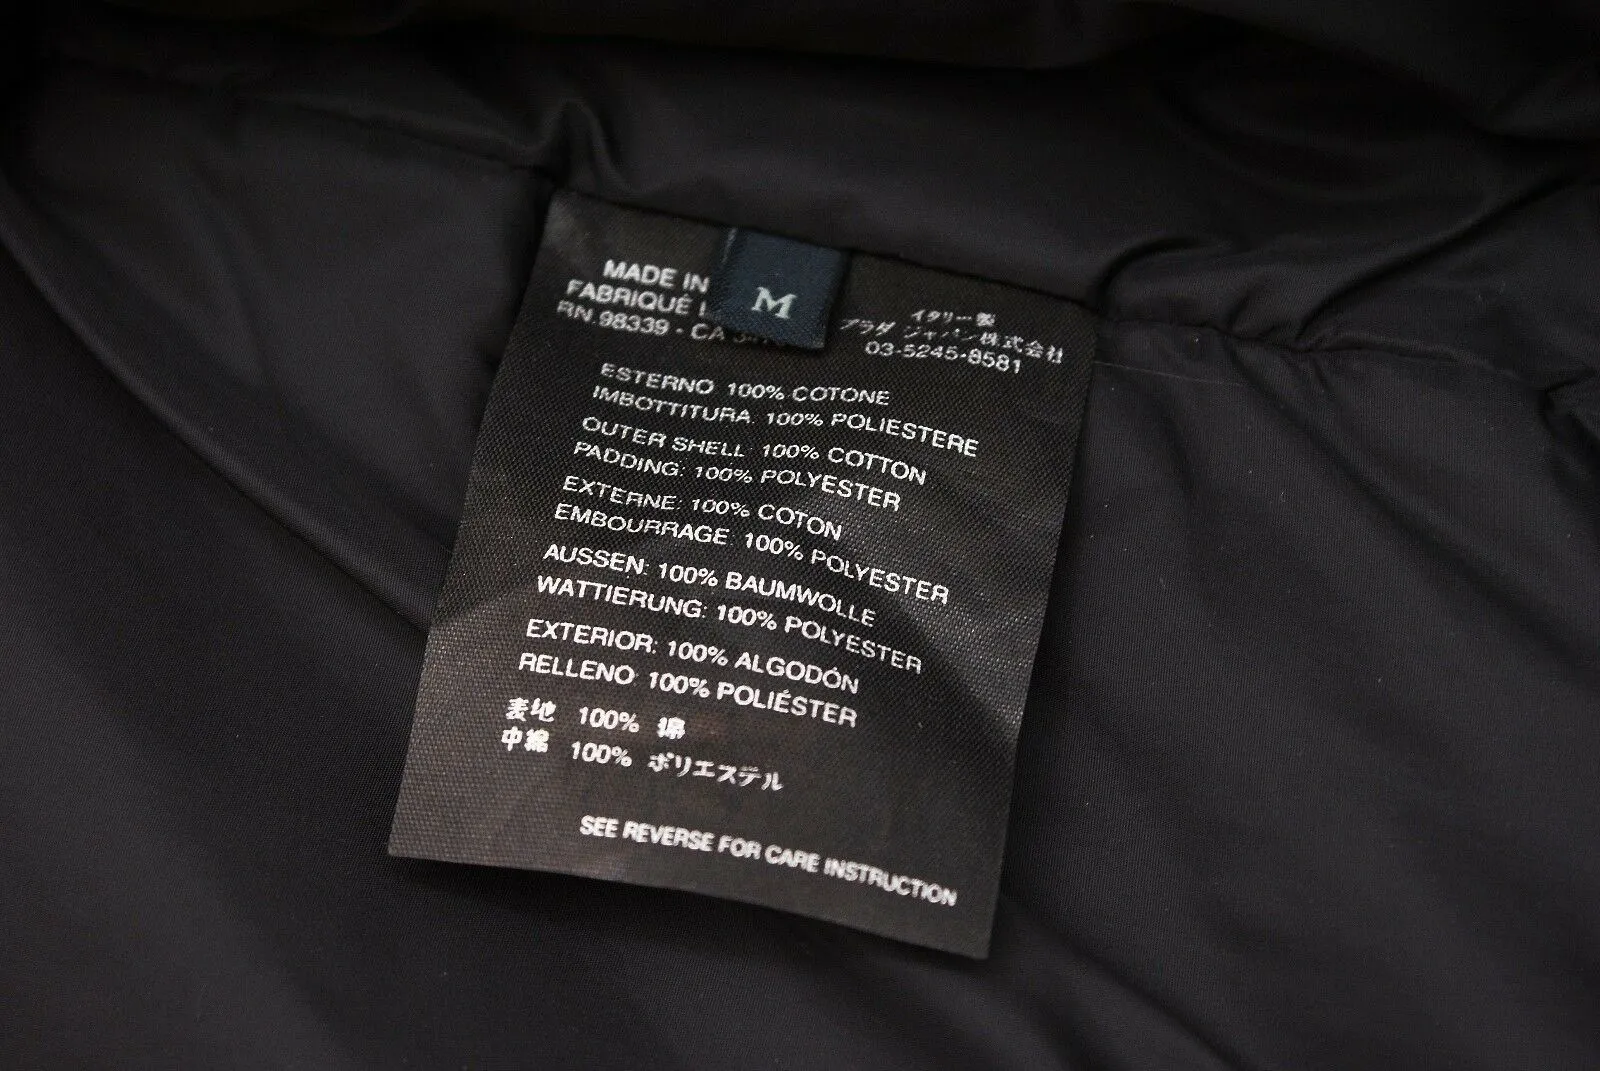 MADE IN
FABRIQUÉ
RN 98339 - CA
M
イタリー製
プラダ ジャパン株式会社
03-5245-8581
ESTERNO 100% COTONE
IMBOTTITURA: 100% POLIESTERE
OUTER SHELL 100% COTTON
PADDING: 100% POLYESTER
EXTERNE: 100% COTON
EMBOURRAGE: 100% POLYESTER
AUSSEN: 100% BAUMWOLLE
WATTIERUNG: 100% POLYESTER
EXTERIOR: 100% ALGODÓN
RELLENO 100% POLIÉSTER
表地 100% 綿
中綿 100% ポリエステル
SEE REVERSE FOR CARE INSTRUCTION